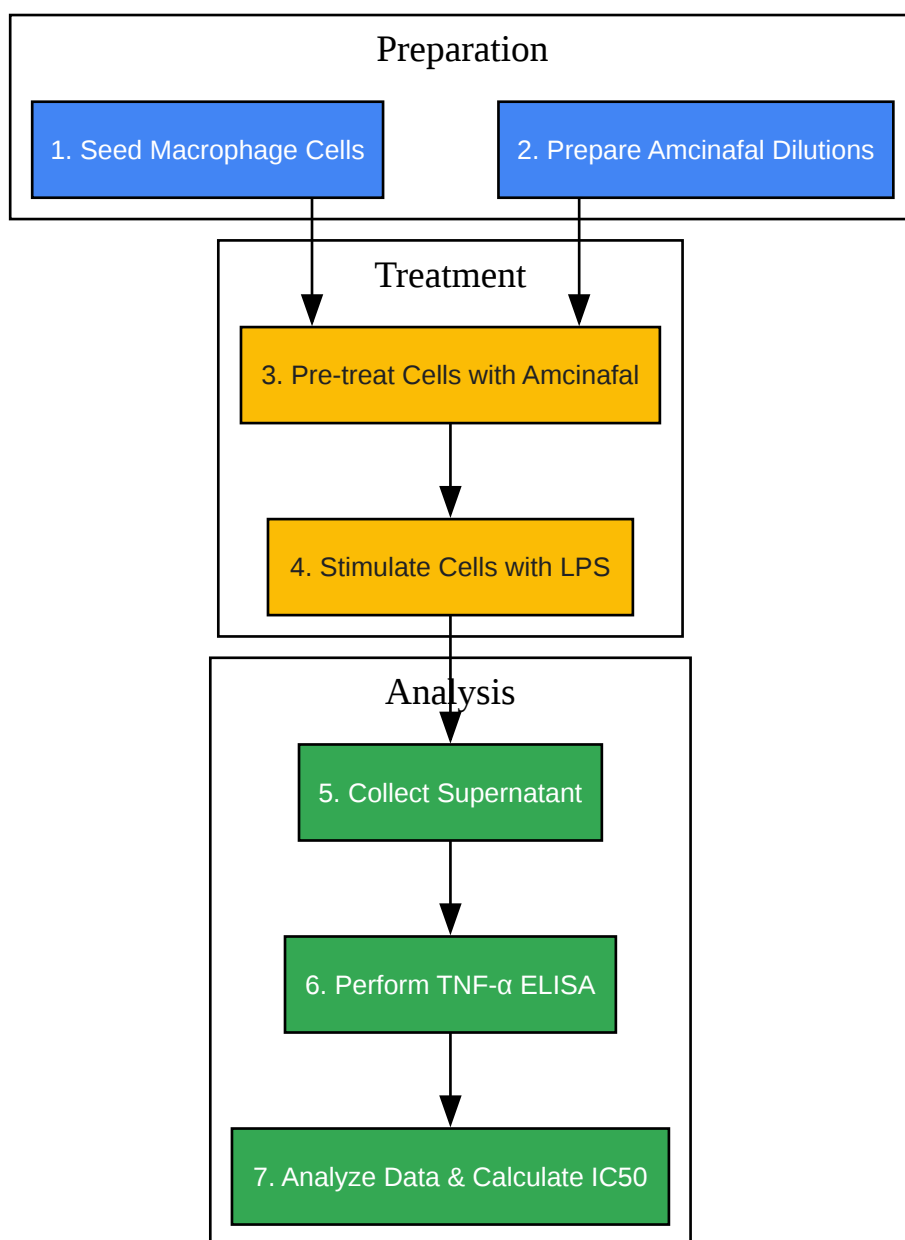 Preparation
1. Seed Macrophage Cells
2. Prepare Amcinafal Dilutions
Treatment
3. Pre-treat Cells with Amcinafal
4. Stimulate Cells with LPS
Analysis
5. Collect Supernatant
6. Perform TNF-α ELISA
7. Analyze Data & Calculate IC50